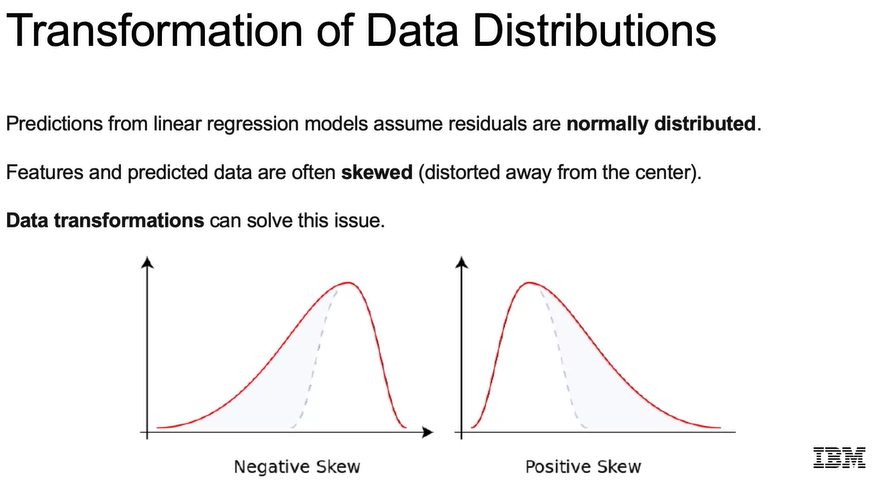 Transformation of Data Distributions
Predictions from linear regression models assume residuals are normally distributed.
Features and predicted data are often skewed (distorted away from the center).
Data transformations can solve this issue.
Negative Skew
Positive Skew
IBM